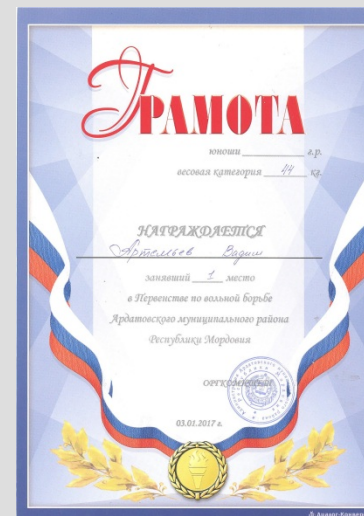 ГРАМОТА
юноши __________ г.р.
весовая категория 44 кг.
НАГРАЖДАЕТСЯ
Артемьев Вадим
занявший 1 место
в Первенстве по вольной борьбе
Ардатовского муниципального района
Республики Мордовия
ОРГКОМИТЕТ
03.01.2017 г.